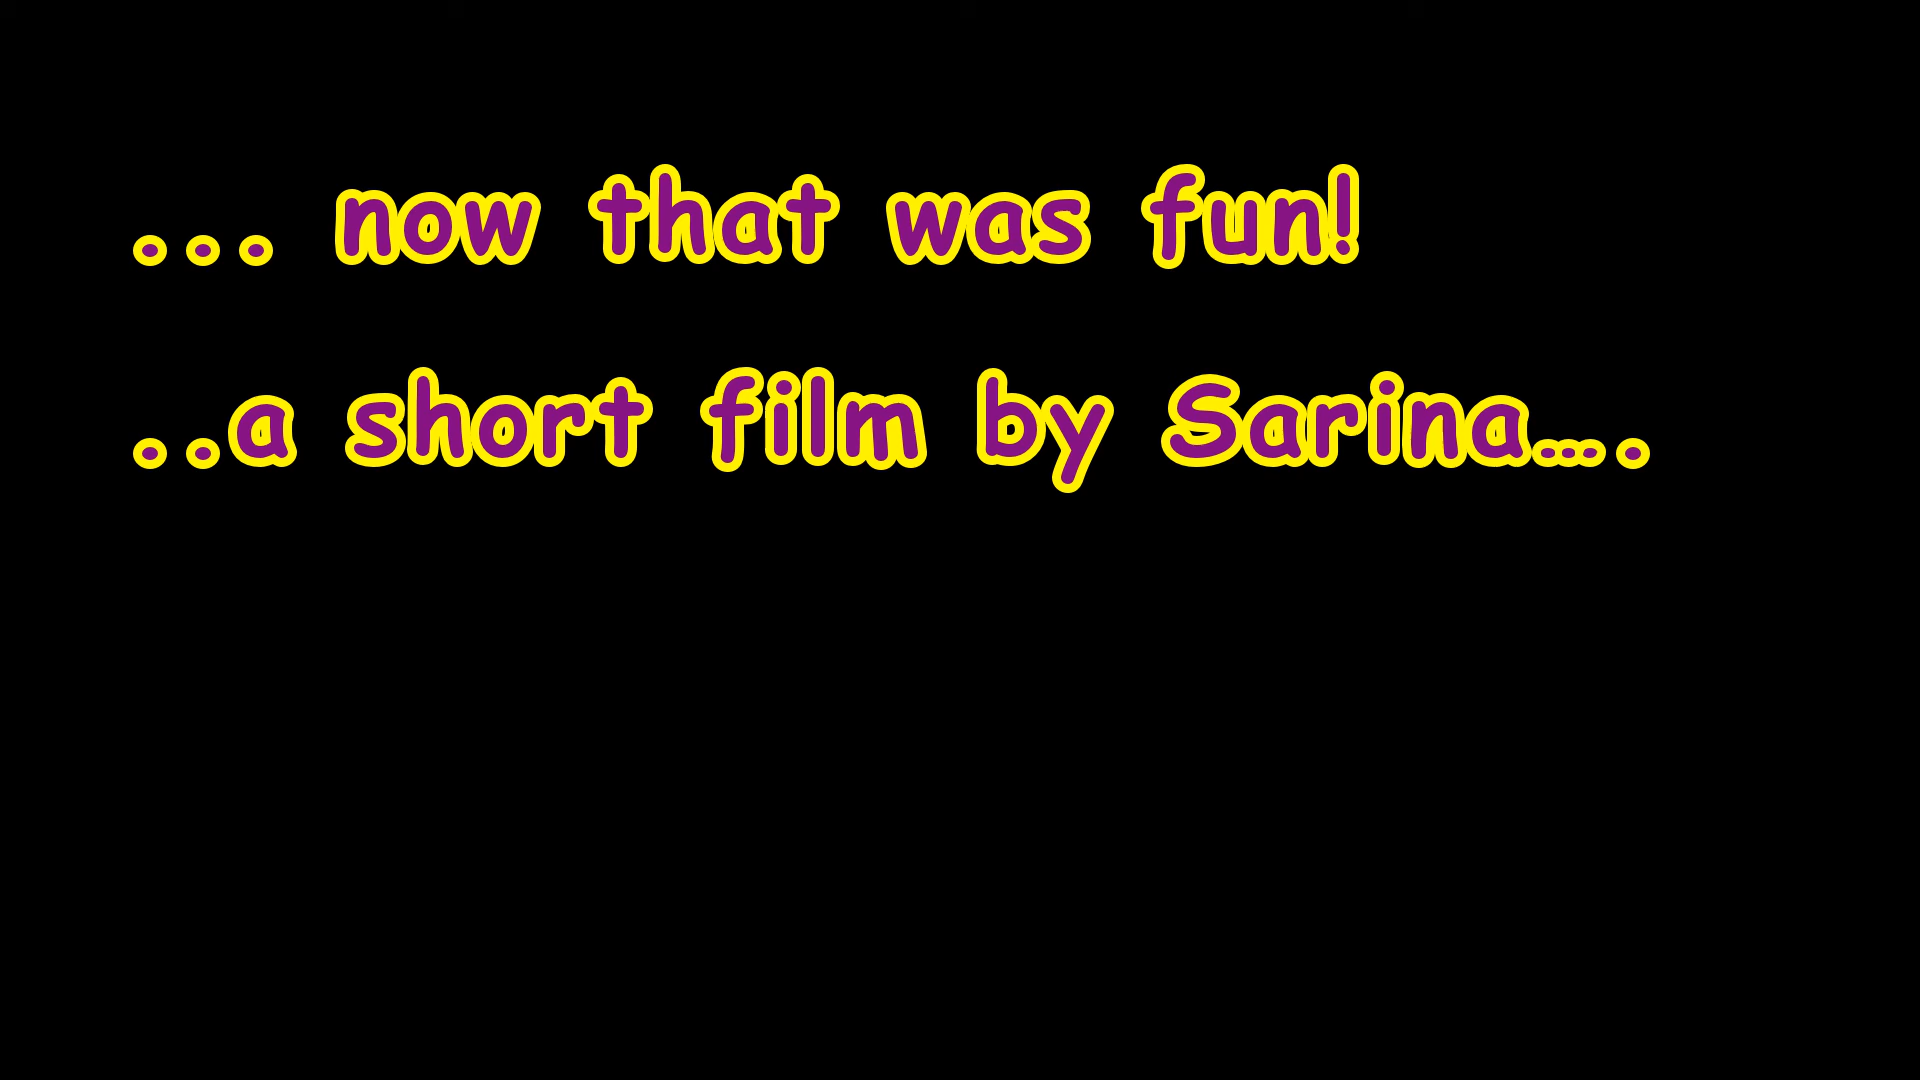 ... now that was fun!
..a short film by Sarina….